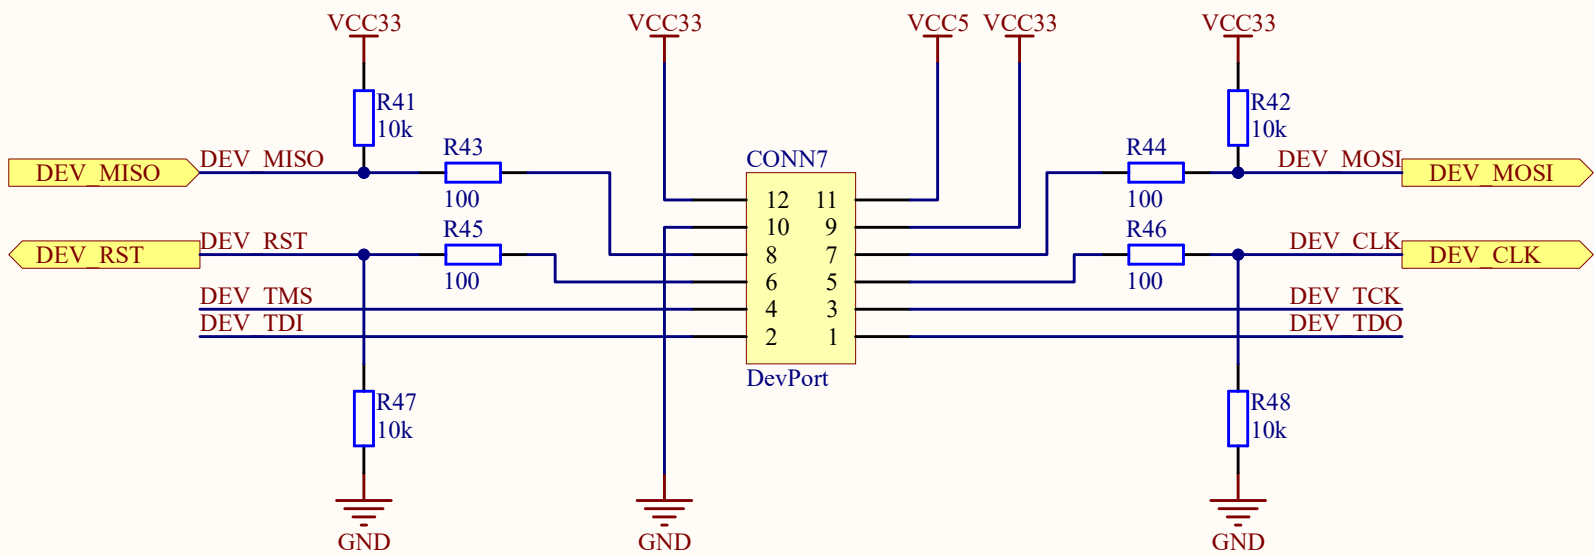 VCC33 VCC33 VCC5 VCC33 VCC33
R41 R42
10k 10k
DEV_MISO DEV_MISO R43 CONN7 R44 DEV_MOSI DEV_MOSI
100 12 11 100
DEV_RST DEV_RST R45 10 9 R46 DEV_CLK DEV_CLK
8 7
100 6 5 100
DEV_TMS 4 3 DEV_TCK
DEV_TDI 2 1 DEV_TDO
DevPort
R47 R48
10k 10k
GND GND GND